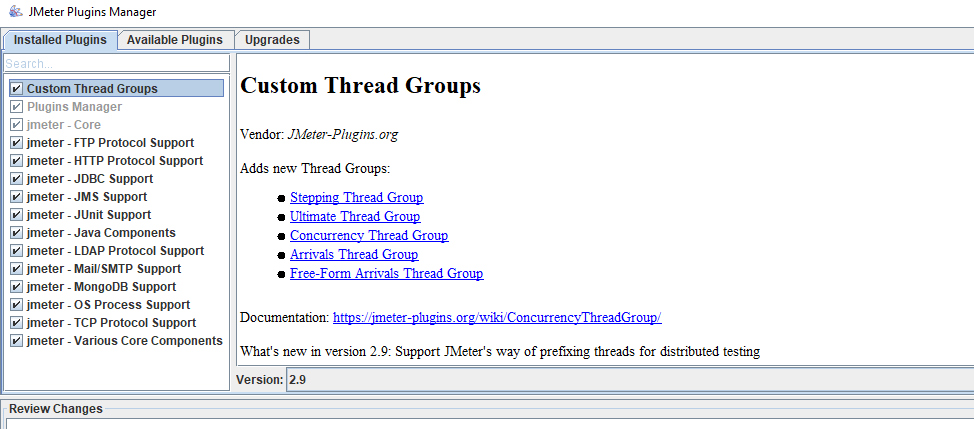 JMeter Plugins Manager
Installed Plugins
Available Plugins
Upgrades
Search...
Custom Thread Groups
Plugins Manager
jmeter - Core
jmeter - FTP Protocol Support
jmeter - HTTP Protocol Support
jmeter - JDBC Support
jmeter - JMS Support
jmeter - JUnit Support
jmeter - Java Components
jmeter - LDAP Protocol Support
jmeter - Mail/SMTP Support
jmeter - MongoDB Support
jmeter - OS Process Support
jmeter - TCP Protocol Support
jmeter - Various Core Components
Custom Thread Groups
Vendor: JMeter-Plugins.org
Adds new Thread Groups:
Stepping Thread Group
Ultimate Thread Group
Concurrency Thread Group
Arrivals Thread Group
Free-Form Arrivals Thread Group
Documentation: https://jmeter-plugins.org/wiki/ConcurrencyThreadGroup/
What's new in version 2.9: Support JMeter's way of prefixing threads for distributed testing
Version: 2.9
Review Changes